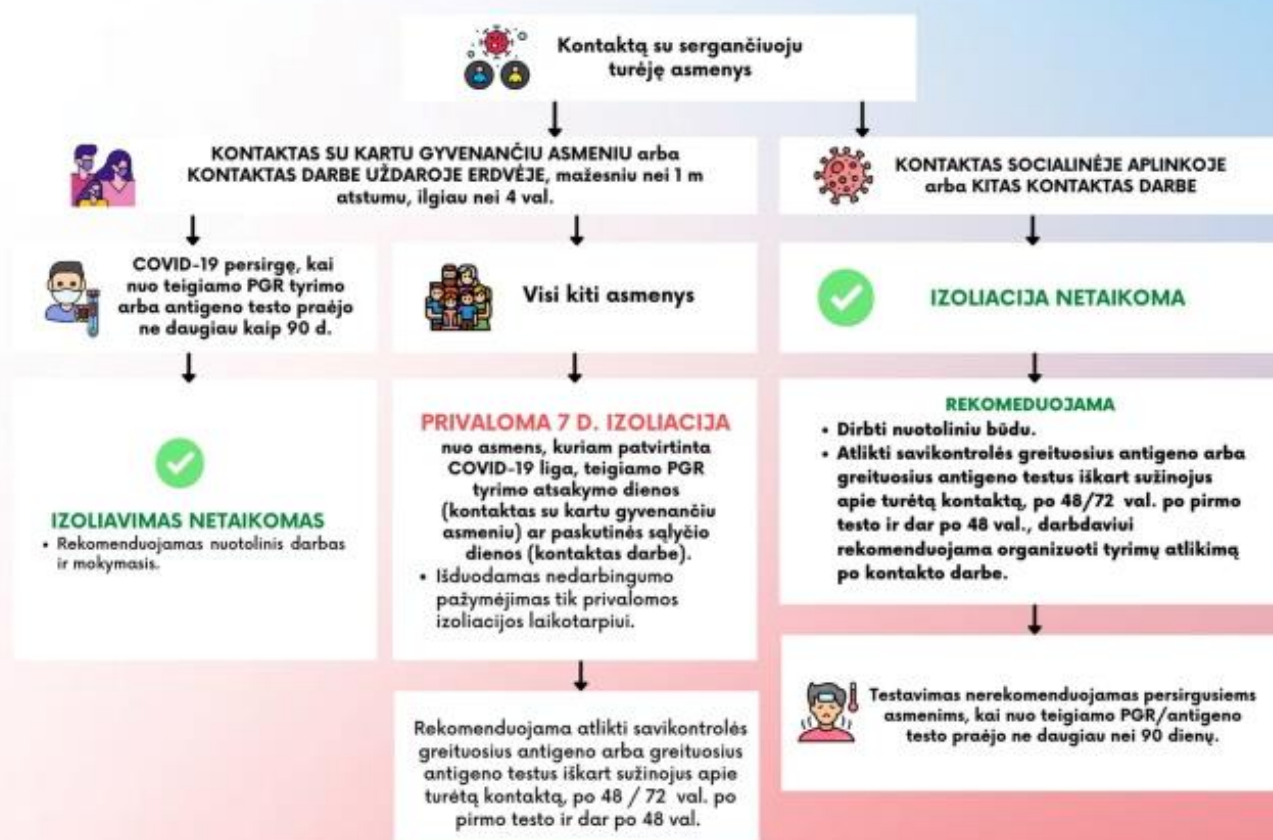 Kontaktą su sergančiuoju
turėję asmenys
KONTAKTAS SU KARTU GYVENANČIU ASMENIU arba
KONTAKTAS DARBE UŽDAROJE ERDVĖJE, mažesniu nei 1 m
atstumu, ilgiau nei 4 val.
KONTAKTAS SOCIALINĖJE APLINKOJE
arba KITAS KONTAKTAS DARBE
COVID-19 persirgę, kai
nuo teigiamo PGR tyrimo
arba antigeno testo praėjo
ne daugiau kaip 90 d.
Visi kiti asmenys
IZOLIACIJA NETAIKOMA
IZOLIAVIMAS NETAIKOMAS
• Rekomenduojamas nuotolinis darbas
ir mokymasis.
PRIVALOMA 7 D. IZOLIACIJA
nuo asmens, kuriam patvirtinta
COVID-19 liga, teigiamo PGR
tyrimo atsakymo dienos
(kontaktas su kartu gyvenančiu
asmeniu) ar paskutinės sąlyčio
dienos (kontaktas darbe).
• Išduodamas nedarbingumo
pažymėjimas tik privalomos
izoliacijos laikotarpiui.
Rekomenduojama atlikti savikontrolės
greituosius antigeno arba greituosius
antigeno testus iškart sužinojus apie
turėtą kontaktą, po 48 / 72 val. po
pirmo testo ir dar po 48 val.
REKOMEDUOJAMA
• Dirbti nuotoliniu būdu.
• Atlikti savikontrolės greituosius antigeno arba
greituosius antigeno testus iškart sužinojus
apie turėtą kontaktą, po 48/72 val. po pirmo
testo ir dar po 48 val., darbdaviui
rekomenduojama organizuoti tyrimų atlikimą
po kontakto darbe.
Testavimas nerekomenduojamas persirgusiems
asmenims, kai nuo teigiamo PGR/antigeno
testo praėjo ne daugiau nei 90 dienų.